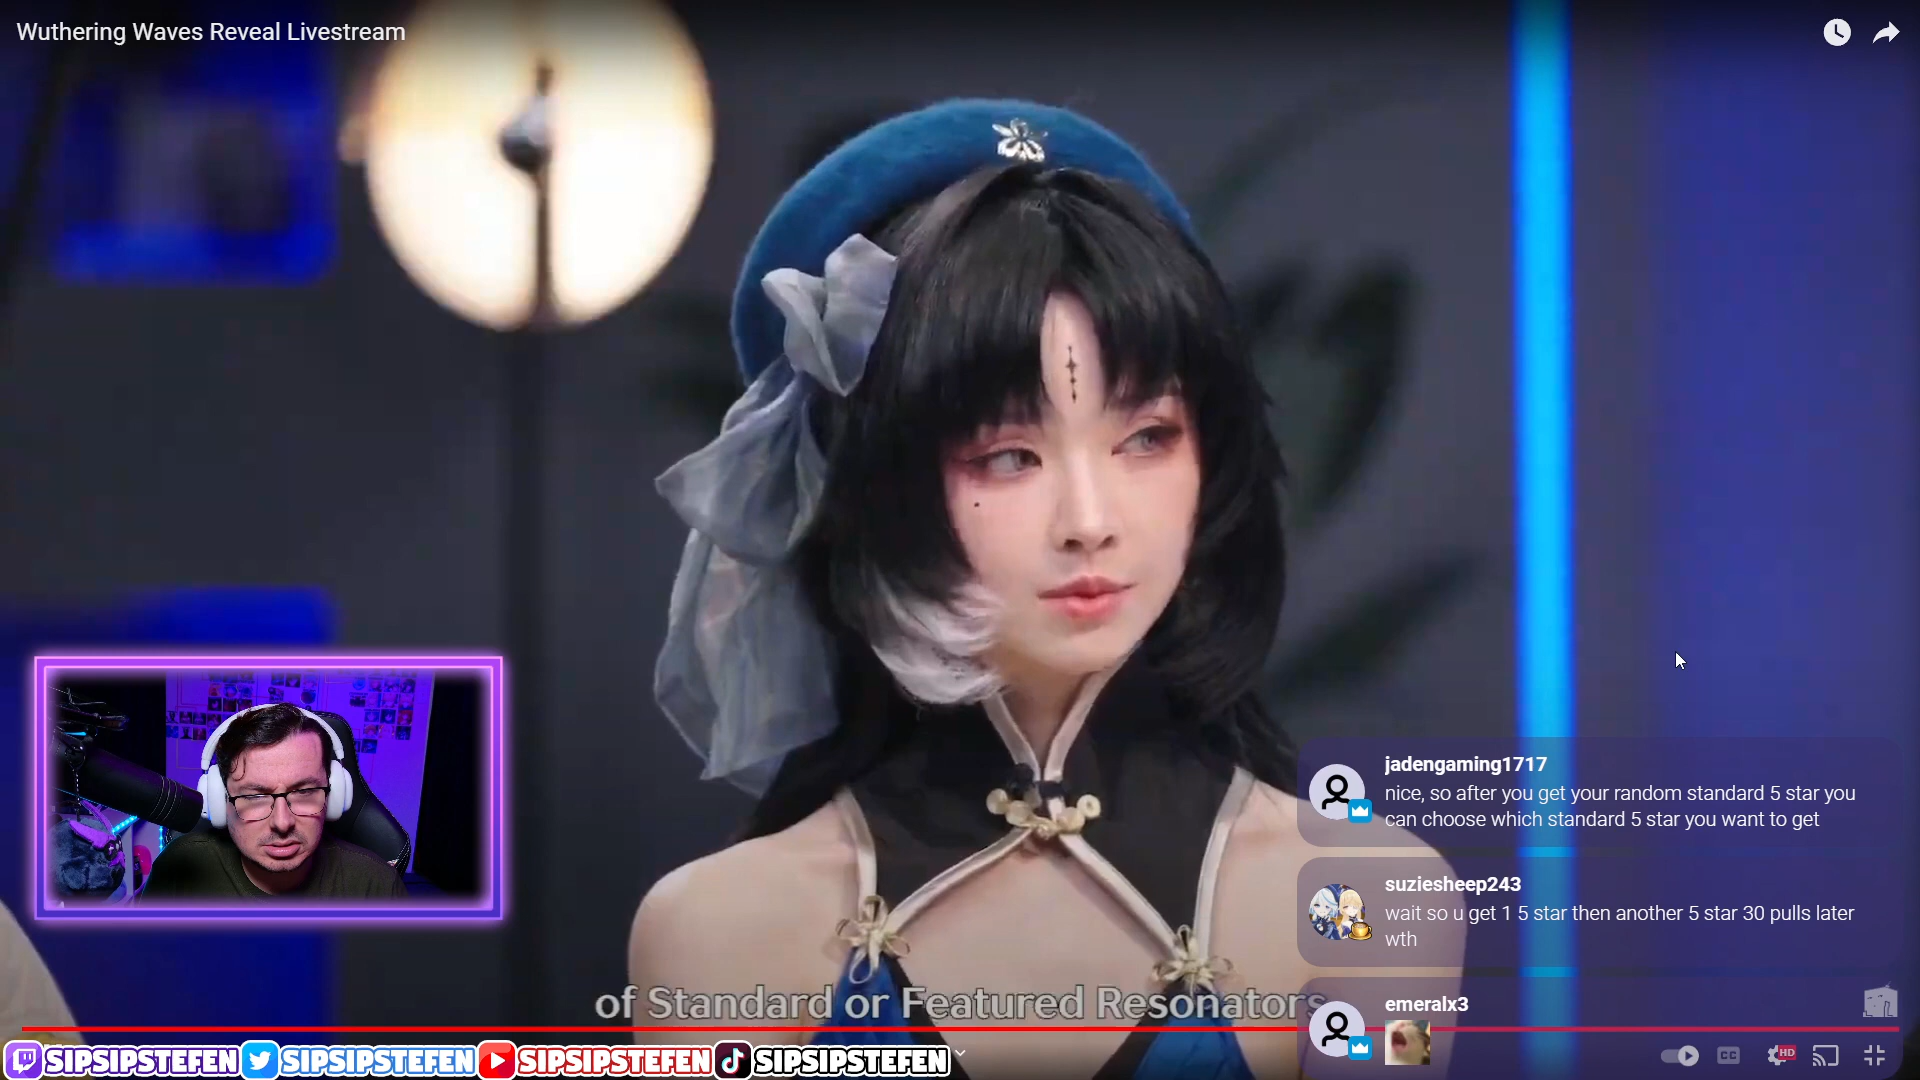 Wuthering Waves Reveal Livestream
jadengaming1717
nice, so after you get your random standard 5 star you
can choose which standard 5 star you want to get
suziesheep243
wait so u get 1 5 star then another 5 star 30 pulls later
wth
of Standard or Featured Resonators
emeralx3
CC
HD
SIPSIPSTEFEN
SIPSIPSTEFEN
SIPSIPSTEFEN
SIPSIPSTEFEN